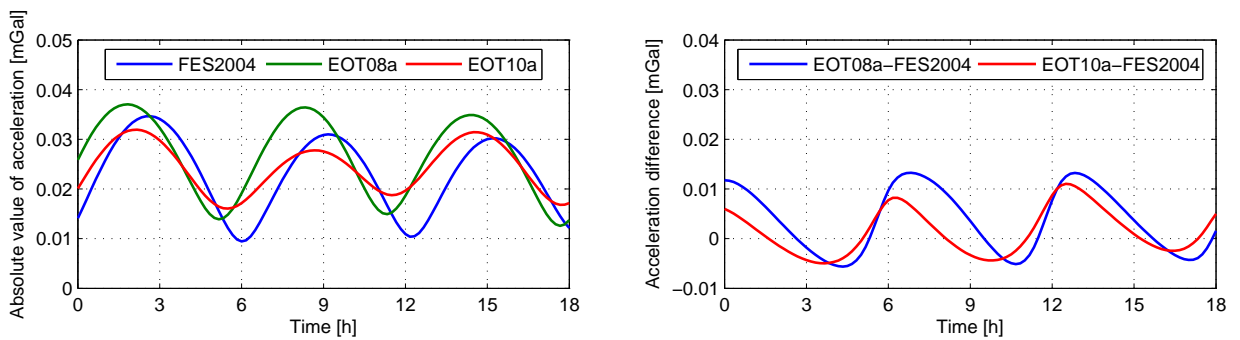 Absolute value of acceleration [mGal]
0.05
0.04
0.03
0.02
0.01
0
FES2004 EOT08a EOT10a
0 3 6 9 12 15 18
Time [h]
Acceleration difference [mGal]
0.04
0.03
0.02
0.01
0
−0.01
EOT08a−FES2004 EOT10a−FES2004
0 3 6 9 12 15 18
Time [h]